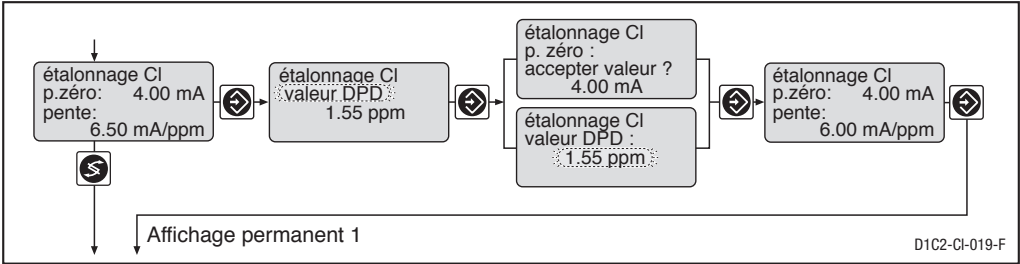 étalonnage Cl
p.zéro: 4.00 mA
pente:
6.50 mA/ppm
étalonnage Cl
valeur DPD
1.55 ppm
étalonnage Cl
p. zéro :
accepter valeur ?
4.00 mA
étalonnage Cl
valeur DPD :
1.55 ppm
étalonnage Cl
p.zéro: 4.00 mA
pente:
6.00 mA/ppm
Affichage permanent 1
D1C2-Cl-019-F